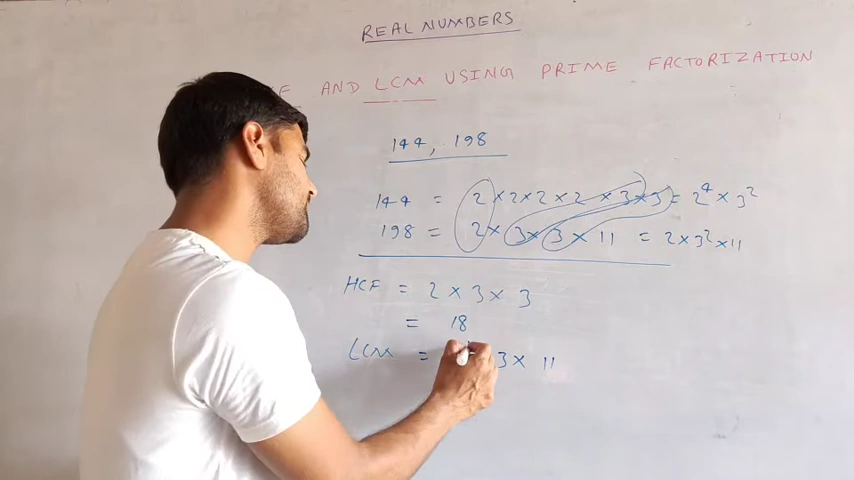 REAL NUMBERS
AND LCM USING PRIME FACTORIZATION
144, 198
144 = 2 × 2 × 2 × 2 × 3 × 3 = 2⁴ × 3²
198 = 2 × 3 × 3 × 11 = 2 × 3² × 11
HCF = 2 × 3 × 3
= 18
LCM = 3 × 11